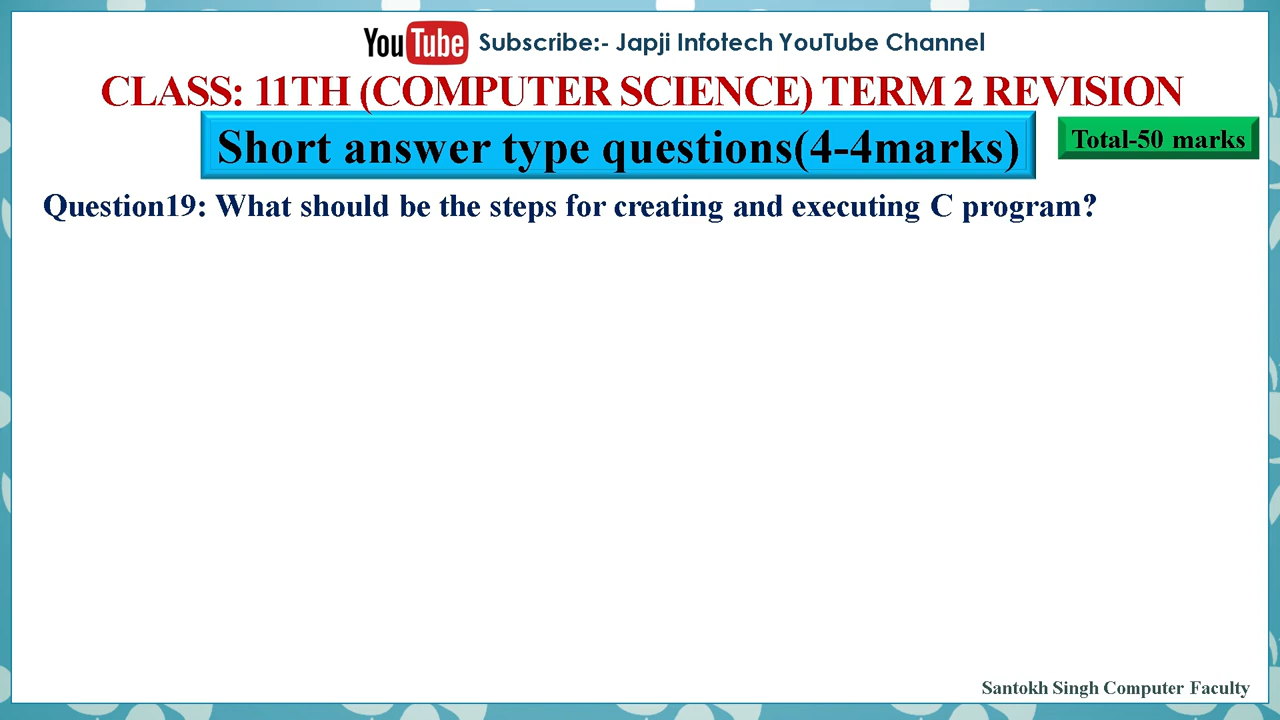 YouTube Subscribe:- Japji Infotech YouTube Channel
CLASS: 11TH (COMPUTER SCIENCE) TERM 2 REVISION
Short answer type questions(4-4marks)
Total-50 marks
Question19: What should be the steps for creating and executing C program?
Santokh Singh Computer Faculty